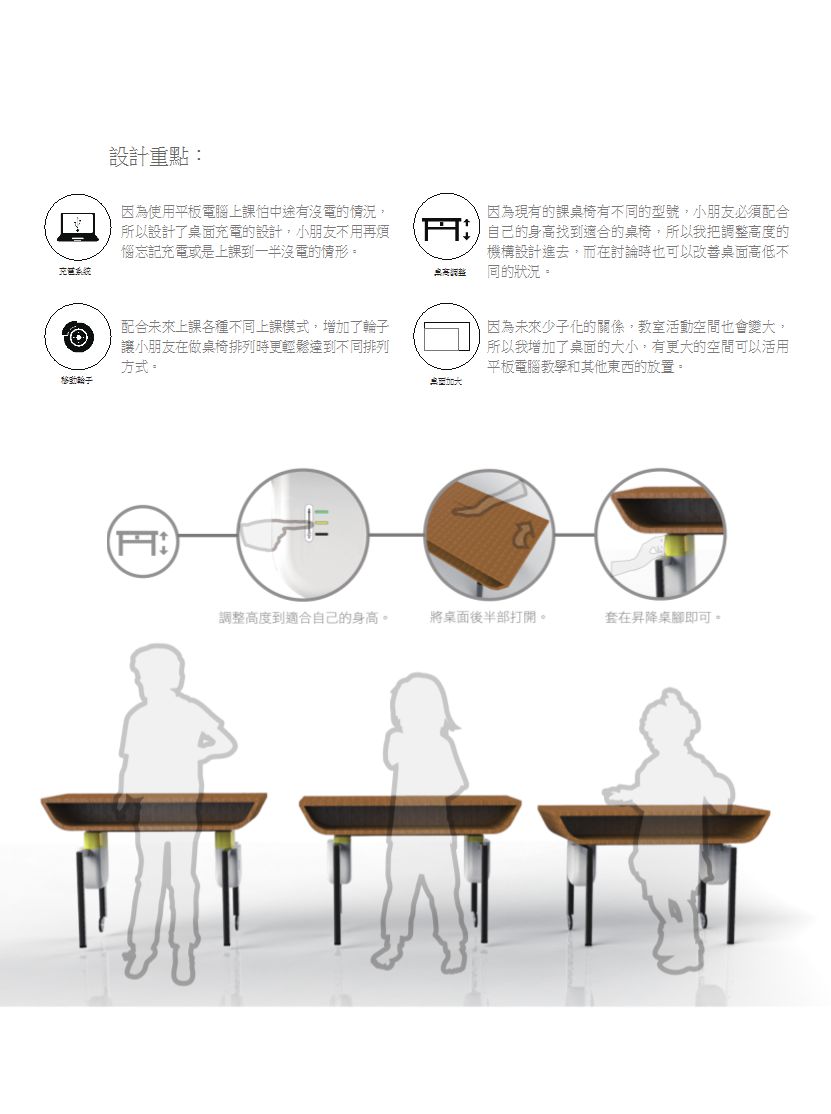 設計重點：
因為使用平板電腦上課怕中途有沒電的情況，
所以設計了桌面充電的設計，小朋友不用再煩
惱忘記充電或是上課到一半沒電的情形。
充電系統
因為現有的課桌椅有不同的型號，小朋友必須配合
自己的身高找到適合的桌椅，所以我把調整高度的
機構設計進去，而在討論時也可以改善桌面高低不
同的狀況。
桌高調整
配合未來上課各種不同上課模式，增加了輪子
讓小朋友在做桌椅排列時更輕鬆達到不同排列
方式。
移動輪子
因為未來少子化的關係，教室活動空間也會變大，
所以我增加了桌面的大小，有更大的空間可以活用
平板電腦教學和其他東西的放置。
桌面加大
調整高度到適合自己的身高。
將桌面後半部打開。
套在昇降桌腳即可。